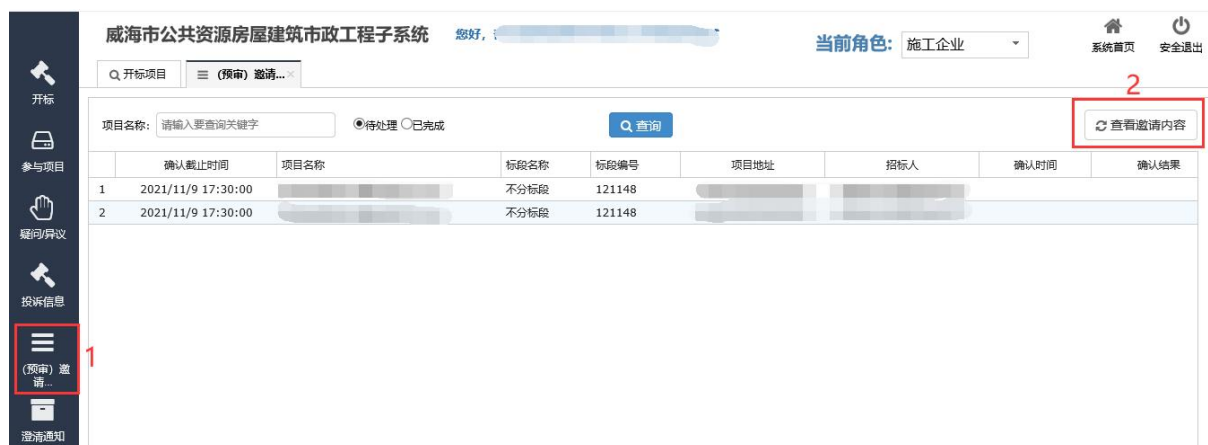 威海市公共资源房屋建筑市政工程子系统
您好,
当前角色:
施工企业
系统首页
安全退出
开标项目
(预审) 邀请...
开标
参与项目
疑问/异议
投诉信息
(预审) 邀
请...
澄清通知
1
2
项目名称:
请输入要查询关键字
待处理
已完成
查询
查看邀请内容
确认截止时间 项目名称 标段名称 标段编号 项目地址 招标人 确认时间 确认结果
1 2021/11/9 17:30:00 不分标段 121148
2 2021/11/9 17:30:00 不分标段 121148